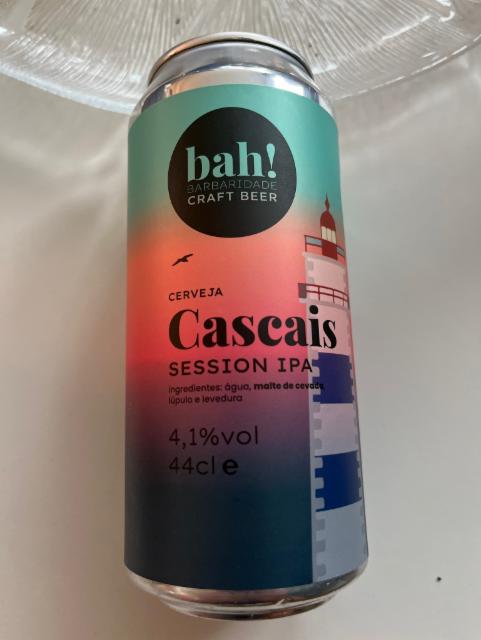 bah!
BARBARIDADE
CRAFT BEER
CERVEJA
Cascais
SESSION IPA
ingredientes: água, malte de cevada,
lúpulo e levedura
4,1%vol
44cl e